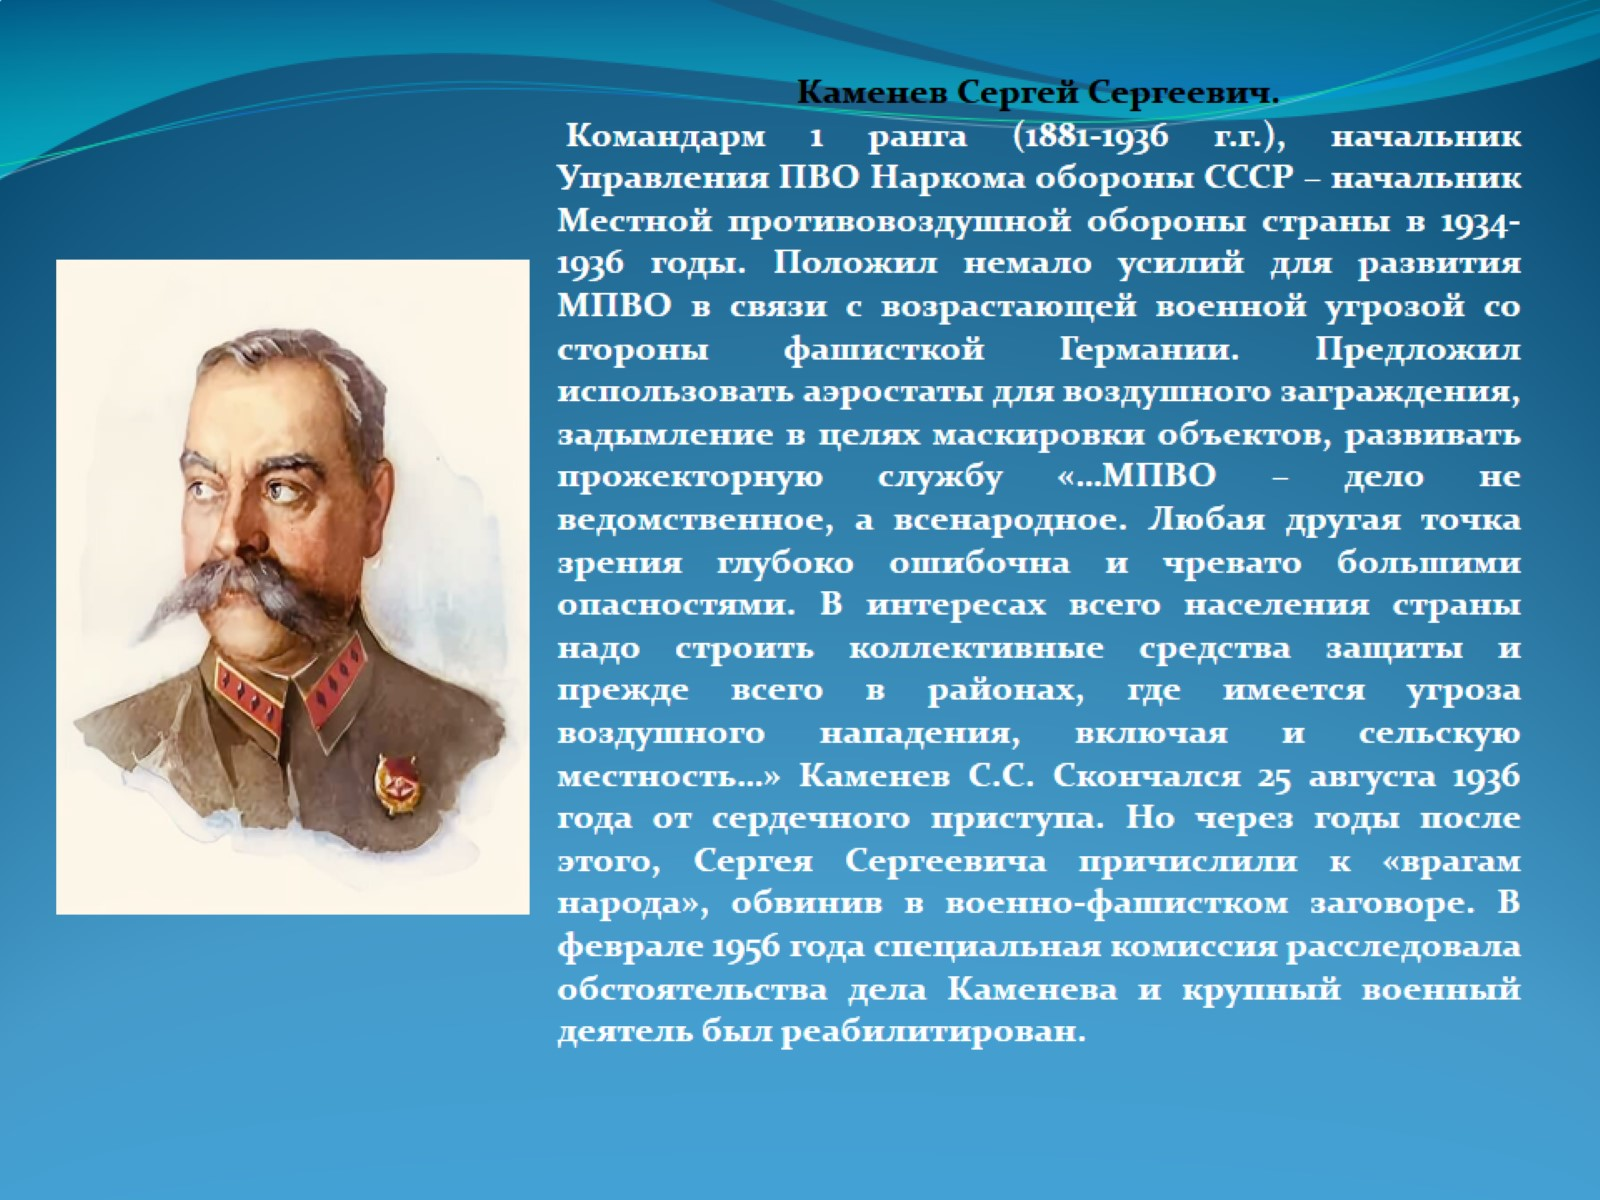 Каменев Сергей Сергеевич.
Командарм 1 ранга (1881-1936 г.г.), начальник
Управления ПВО Наркома обороны СССР – начальник
Местной противовоздушной обороны страны в 1934-
1936 годы. Положил немало усилий для развития
МПВО в связи с возрастающей военной угрозой со
стороны фашисткой Германии. Предложил
использовать аэростаты для воздушного заграждения,
задымление в целях маскировки объектов, развивать
прожекторную службу «...МПВО – дело не
ведомственное, а всенародное. Любая другая точка
зрения глубоко ошибочна и чревато большими
опасностями. В интересах всего населения страны
надо строить коллективные средства защиты и
прежде всего в районах, где имеется угроза
воздушного нападения, включая и сельскую
местность...» Каменев С.С. Скончался 25 августа 1936
года от сердечного приступа. Но через годы после
этого, Сергея Сергеевича причислили к «врагам
народа», обвинив в военно-фашистком заговоре. В
феврале 1956 года специальная комиссия расследовала
обстоятельства дела Каменева и крупный военный
деятель был реабилитирован.